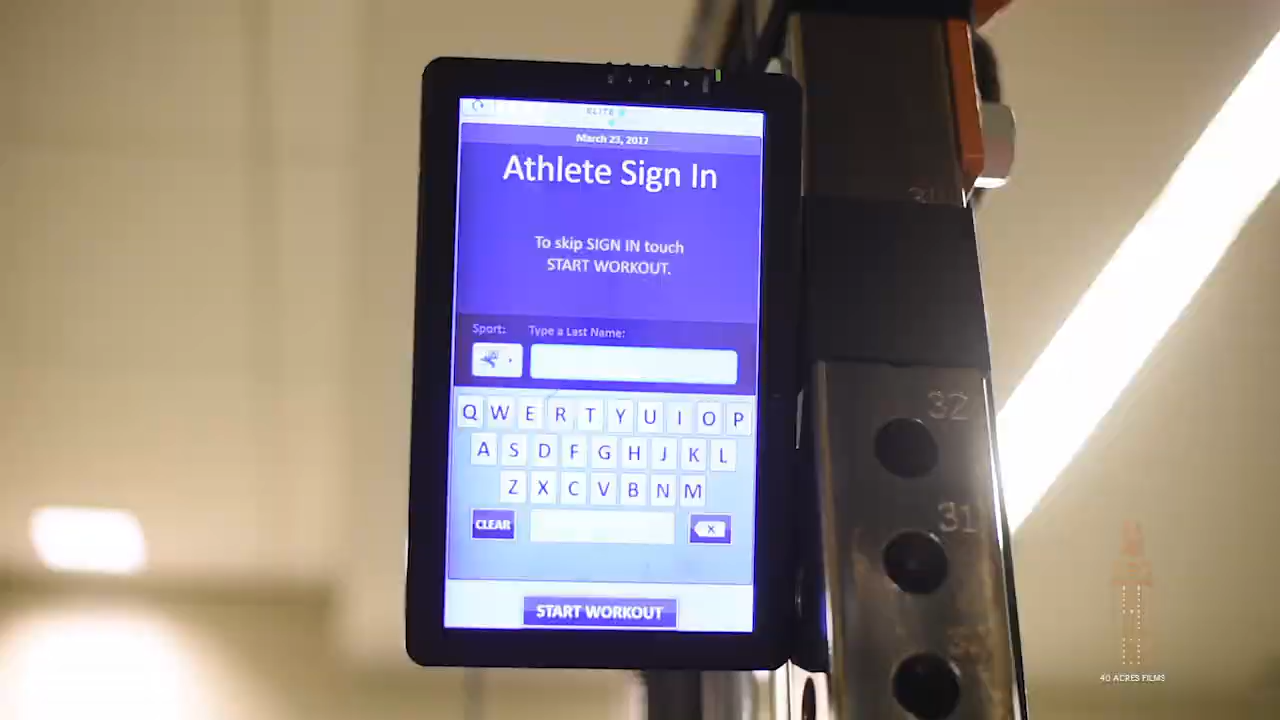 ELITE
March 23, 2017
Athlete Sign In
To skip SIGN IN touch
START WORKOUT.
Sport:
Type a Last Name:
Q W E R T Y U I O P
A S D F G H J K L
Z X C V B N M
CLEAR
X
START WORKOUT
32
31
40 ACRES FILMS